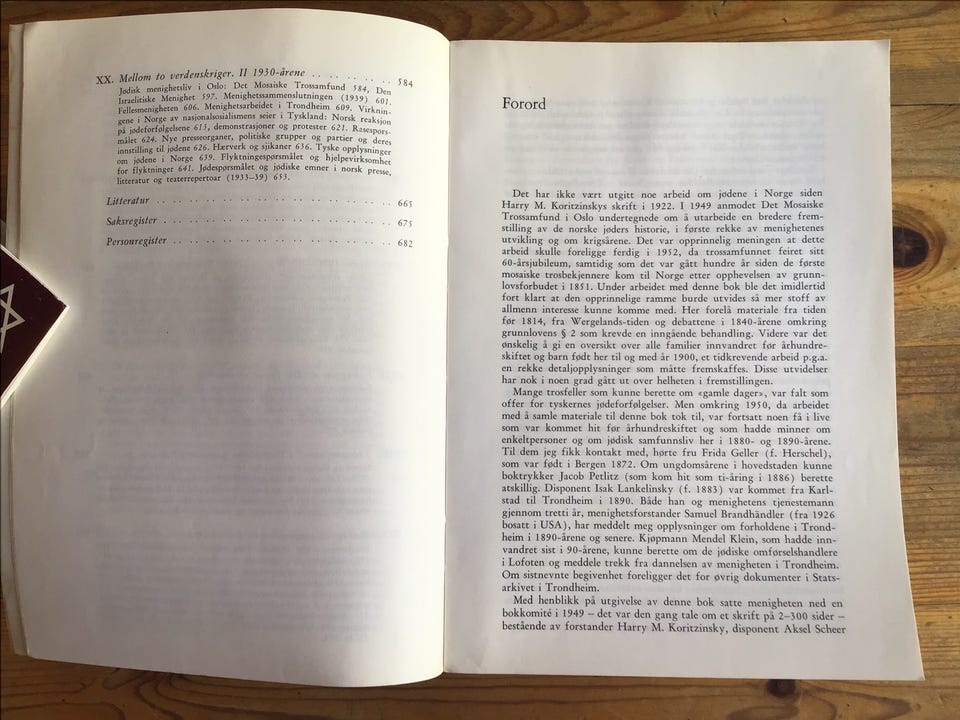 XX. Mellom to verdenskriger. II 1930-årene . . . . . . . . . . 584
Jødisk menighetsliv i Oslo: Det Mosaiske Trossamfund 584, Den
Israelitiske Menighet 597. Menighetssammenslutningen (1939) 601.
Fellesmenigheten 606. Menighetsarbeidet i Trondheim 609. Virknin-
gene i Norge av nasjonalsosialismens seier i Tyskland: Norsk reaksjon
på jødeforfølgelsene 613, demonstrasjoner og protester 621. Rasespørs-
målet 624. Nye presseorganer, politiske grupper og partier og deres
innstilling til jødene 626. Hærverk og sjikaner 636. Tyske opplysninger
om jødene i Norge 639. Flyktningespørsmålet og hjelpevirksomhet
for flyktninger 641. Jødespørsmålet og jødiske emner i norsk presse,
litteratur og teaterrepertoar (1933–39) 653.
Litteratur . . . . . . . . . . . . . . . . . . . . . . . . 665
Saksregister . . . . . . . . . . . . . . . . . . . . . . . 675
Personregister . . . . . . . . . . . . . . . . . . . . . . 682
Forord
Det har ikke vært utgitt noe arbeid om jødene i Norge siden
Harry M. Koritzinskys skrift i 1922. I 1949 anmodet Det Mosaiske
Trossamfund i Oslo undertegnede om å utarbeide en bredere frem-
stilling av de norske jøders historie, i første rekke av menighetenes
utvikling og om krigsårene. Det var opprinnelig meningen at dette
arbeid skulle foreligge ferdig i 1952, da trossamfunnet feiret sitt
60-årsjubileum, samtidig som det var gått hundre år siden de første
mosaiske trosbekjennere kom til Norge etter opphevelsen av grunn-
lovsforbudet i 1851. Under arbeidet med denne bok ble det imidlertid
fort klart at den opprinnelige ramme burde utvides så mer stoff av
allmenn interesse kunne komme med. Her forelå materiale fra tiden
før 1814, fra Wergelands-tiden og debattene i 1840-årene omkring
grunnlovens § 2 som krevde en inngående behandling. Videre var det
ønskelig å gi en oversikt over alle familier innvandret før århundre-
skiftet og barn født her til og med år 1900, et tidkrevende arbeid p.g.a.
en rekke detaljopplysninger som måtte fremskaffes. Disse utvidelser
har nok i noen grad gått ut over helheten i fremstillingen.
Mange trosfeller som kunne berette om «gamle dager», var falt som
offer for tyskernes jødeforfølgelser. Men omkring 1950, da arbeidet
med å samle materiale til denne bok tok til, var fortsatt noen få i live
som var kommet hit før århundreskiftet og som hadde minner om
enkeltpersoner og om jødisk samfunnsliv her i 1880- og 1890-årene.
Til dem jeg fikk kontakt med, hørte fru Frida Geller (f. Herschel),
som var født i Bergen 1872. Om ungdomsårene i hovedstaden kunne
boktrykker Jacob Petlitz (som kom hit som ti-åring i 1886) berette
atskillig. Disponent Isak Lankelinsky (f. 1883) var kommet fra Karl-
stad til Trondheim i 1890. Både han og menighetens tjenestemann
gjennom tretti år, menighetsforstander Samuel Brandhändler (fra 1926
bosatt i USA), har meddelt meg opplysninger om forholdene i Trond-
heim i 1890-årene og senere. Kjøpmann Mendel Klein, som hadde inn-
vandret sist i 90-årene, kunne berette om de jødiske omførselshandlere
i Lofoten og meddele trekk fra dannelsen av menigheten i Trondheim.
Om sistnevnte begivenhet foreligger det for øvrig dokumenter i Stats-
arkivet i Trondheim.
Med henblikk på utgivelse av denne bok satte menigheten ned en
bokkomité i 1949 – det var den gang tale om et skrift på 2–300 sider –
bestående av forstander Harry M. Koritzinsky, disponent Aksel Scheer